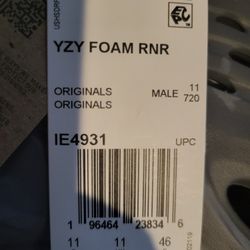 YZY FOAM RNR
ORIGINALS MALE 11
ORIGINALS 720
IE4931 UPC
1 96464 23834 6
11 11 46